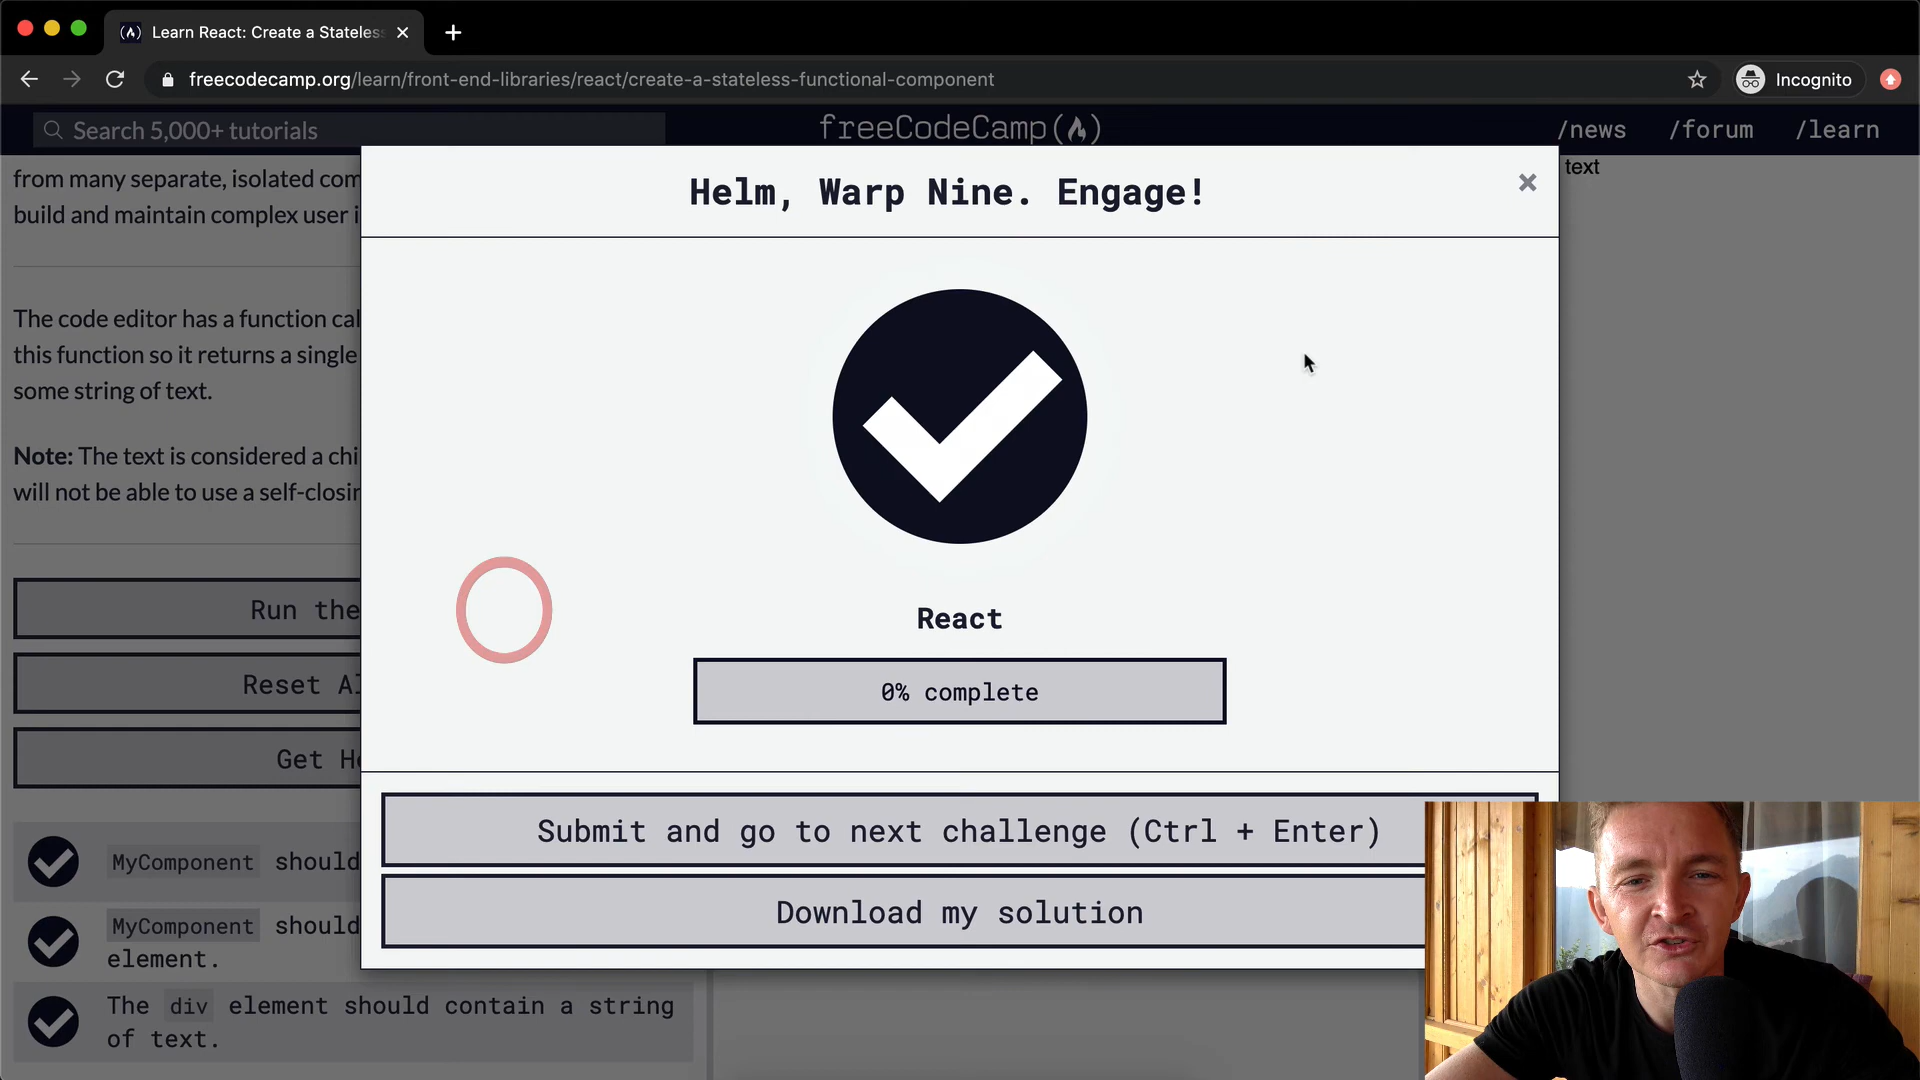 Learn React: Create a Stateles
freecodecamp.org/learn/front-end-libraries/react/create-a-stateless-functional-component
Incognito
Search 5,000+ tutorials
freeCodeCamp
/news
/forum
/learn
text
from many separate, isolated com
build and maintain complex user i
The code editor has a function cal
this function so it returns a single
some string of text.
Note: The text is considered a chi
will not be able to use a self-closin
Run the
Reset Al
Get He
MyComponent should
MyComponent should
element.
The div element should contain a string
of text.
Helm, Warp Nine. Engage!
×
React
0% complete
Submit and go to next challenge (Ctrl + Enter)
Download my solution